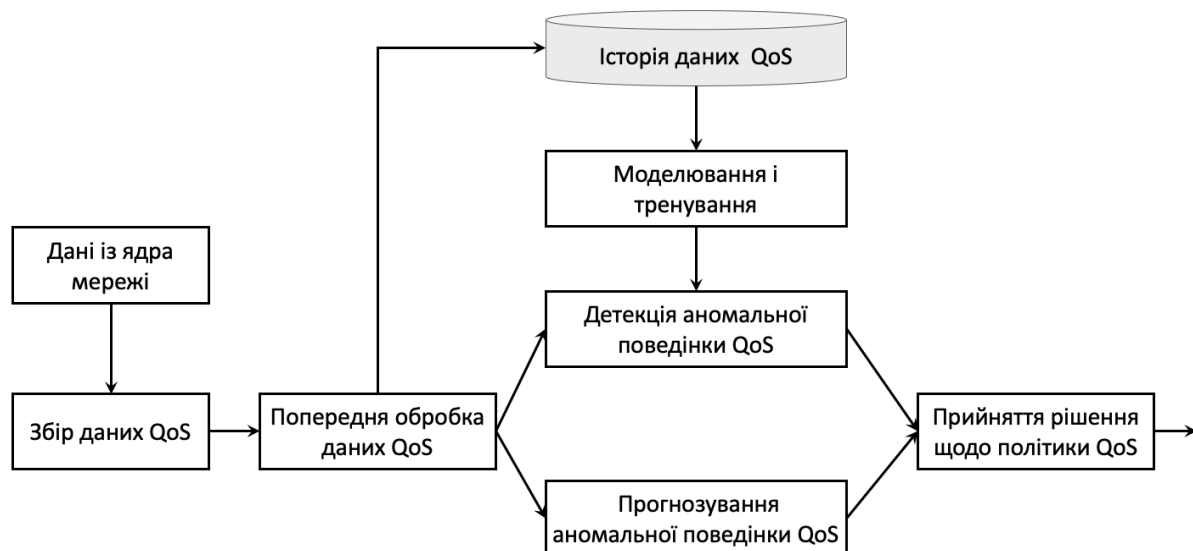 Історія даних QoS
Моделювання і
тренування
Дані із ядра
мережі
Детекція аномальної
поведінки QoS
Збір даних QoS
Попередня обробка
даних QoS
Прийняття рішення
щодо політики QoS
Прогнозування
аномальної поведінки QoS